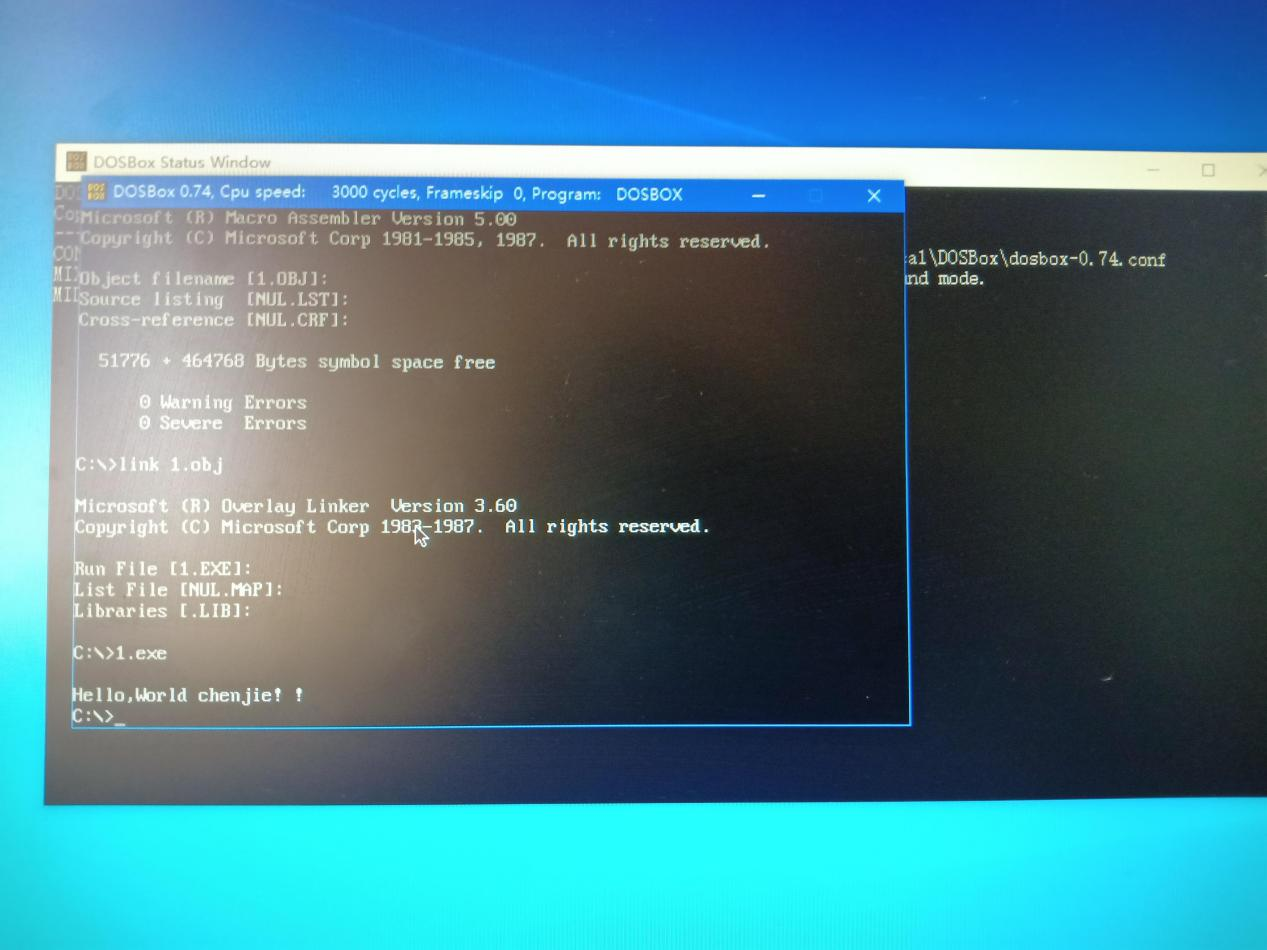 DOSBox Status Window
DOSBox 0.74, Cpu speed: 3000 cycles, Frameskip 0, Program: DOSBOX
Microsoft (R) Macro Assembler Version 5.00
Copyright (C) Microsoft Corp 1981-1985, 1987. All rights reserved.
\DOSBox\dosbox-0.74.conf
mode.
Object filename [1.OBJ]:
Source listing [NUL.LST]:
Cross-reference [NUL.CRF]:
51776 + 464768 Bytes symbol space free
0 Warning Errors
0 Severe Errors
C:\>link 1.obj
Microsoft (R) Overlay Linker Version 3.60
Copyright (C) Microsoft Corp 1983-1987. All rights reserved.
Run File [1.EXE]:
List File [NUL.MAP]:
Libraries [.LIB]:
C:\>1.exe
Hello,World chenjie! !
C:\>_